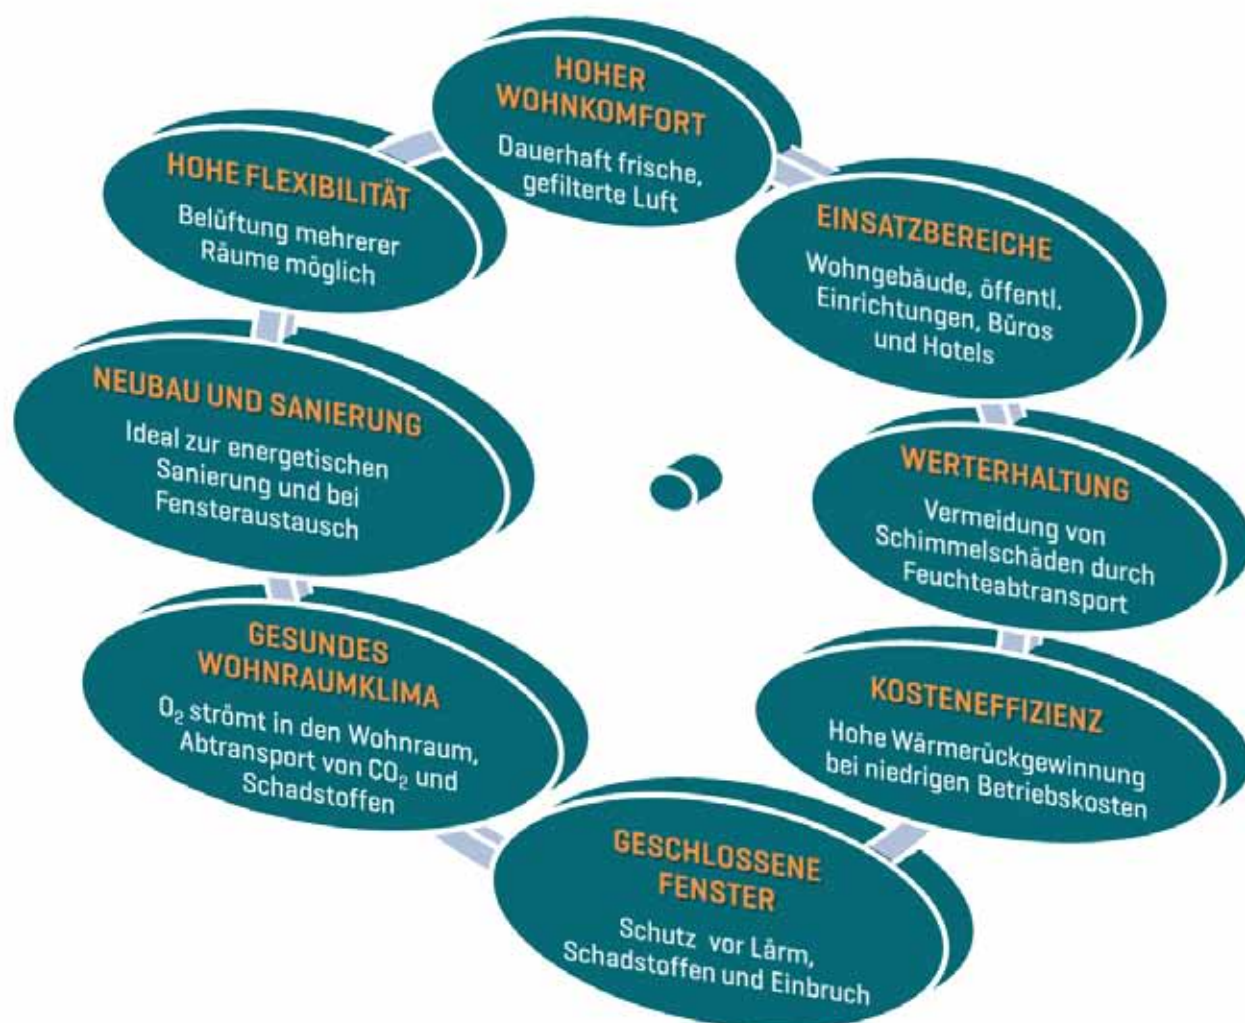 HOHER
WOHNKOMFORT
Dauerhaft frische,
gefilterte Luft
EINSATZBEREICHE
Wohngebäude, öffentl.
Einrichtungen, Büros
und Hotels
WERTERHALTUNG
Vermeidung von
Schimmelschäden durch
Feuchteabtransport
KOSTENEFFIZIENZ
Hohe Wärmerückgewinnung
bei niedrigen Betriebskosten
GESCHLOSSENE
FENSTER
Schutz vor Lärm,
Schadstoffen und Einbruch
GESUNDES
WOHNRAUMKLIMA
O₂ strömt in den Wohnraum,
Abtransport von CO₂ und
Schadstoffen
NEUBAU UND SANIERUNG
Ideal zur energetischen
Sanierung und bei
Fensteraustausch
HOHE FLEXIBILITÄT
Belüftung mehrerer
Räume möglich